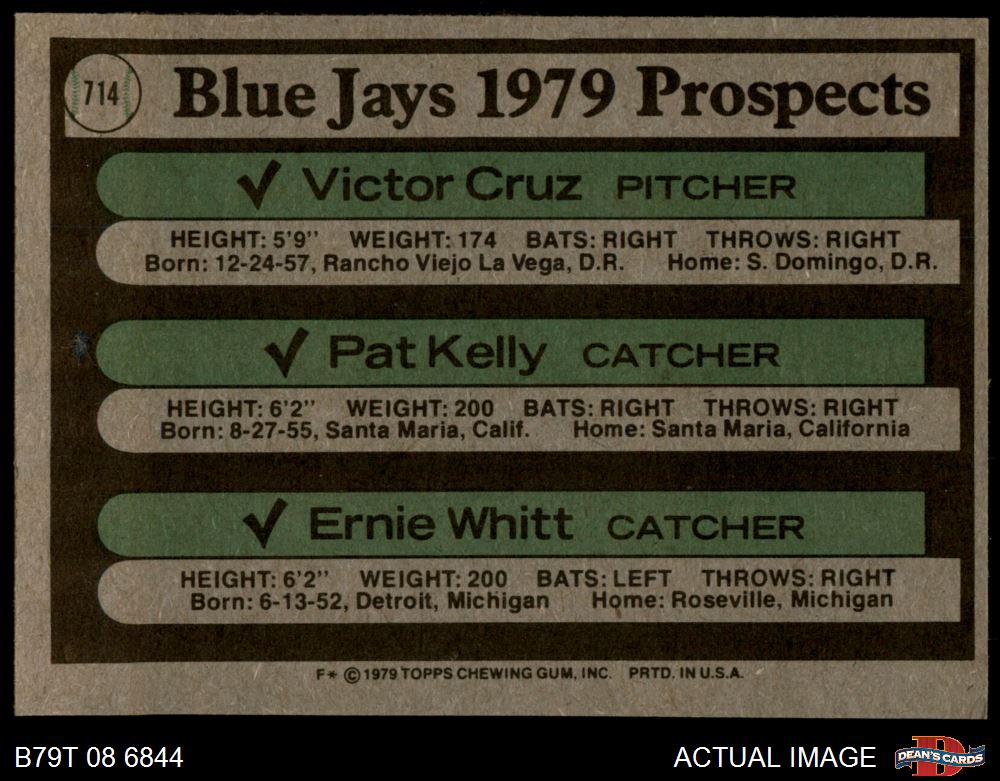 714
Blue Jays 1979 Prospects
✓ Victor Cruz PITCHER
HEIGHT: 5'9" WEIGHT: 174 BATS: RIGHT THROWS: RIGHT
Born: 12-24-57, Rancho Viejo La Vega, D.R. Home: S. Domingo, D.R.
✓ Pat Kelly CATCHER
HEIGHT: 6'2" WEIGHT: 200 BATS: RIGHT THROWS: RIGHT
Born: 8-27-55, Santa Maria, Calif. Home: Santa Maria, California
✓ Ernie Whitt CATCHER
HEIGHT: 6'2" WEIGHT: 200 BATS: LEFT THROWS: RIGHT
Born: 6-13-52, Detroit, Michigan Home: Roseville, Michigan
F* © 1979 TOPPS CHEWING GUM, INC. PRTD. IN U.S.A.
B79T 08 6844
ACTUAL IMAGE
D
DEAN'S CARDS